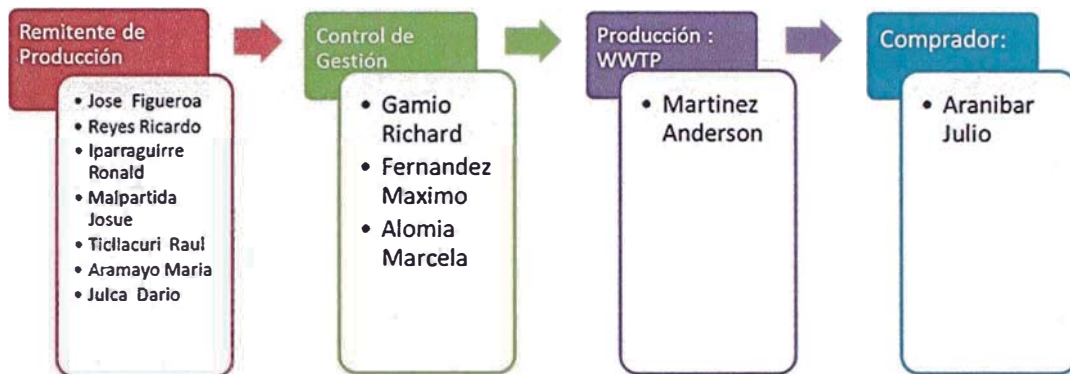 Remitente de
Producción
• Jose Figueroa
• Reyes Ricardo
• Iparraguirre
Ronald
• Malpartida
Josue
• Ticllacuri Raul
• Aramayo Maria
• Julca Dario
Control de
Gestión
• Gamio
Richard
• Fernandez
Maximo
• Alomia
Marcela
Producción :
WWTP
• Martinez
Anderson
Comprador:
• Aranibar
Julio